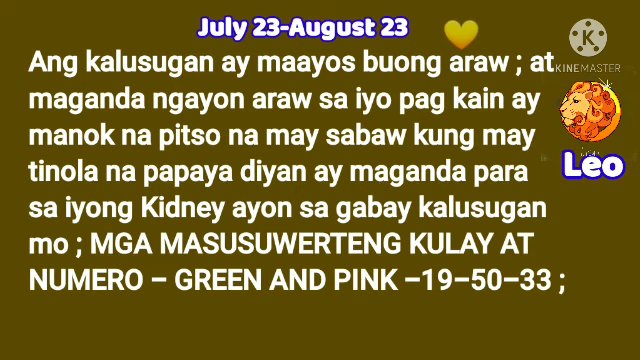 July 23-August 23
KINEMASTER
Ang kalusugan ay maayos buong araw ; at
maganda ngayon araw sa iyo pag kain ay
manok na pitso na may sabaw kung may
tinola na papaya diyan ay maganda para
sa iyong Kidney ayon sa gabay kalusugan
mo ; MGA MASUSUWERTENG KULAY AT
NUMERO – GREEN AND PINK –19–50–33 ;
Leo